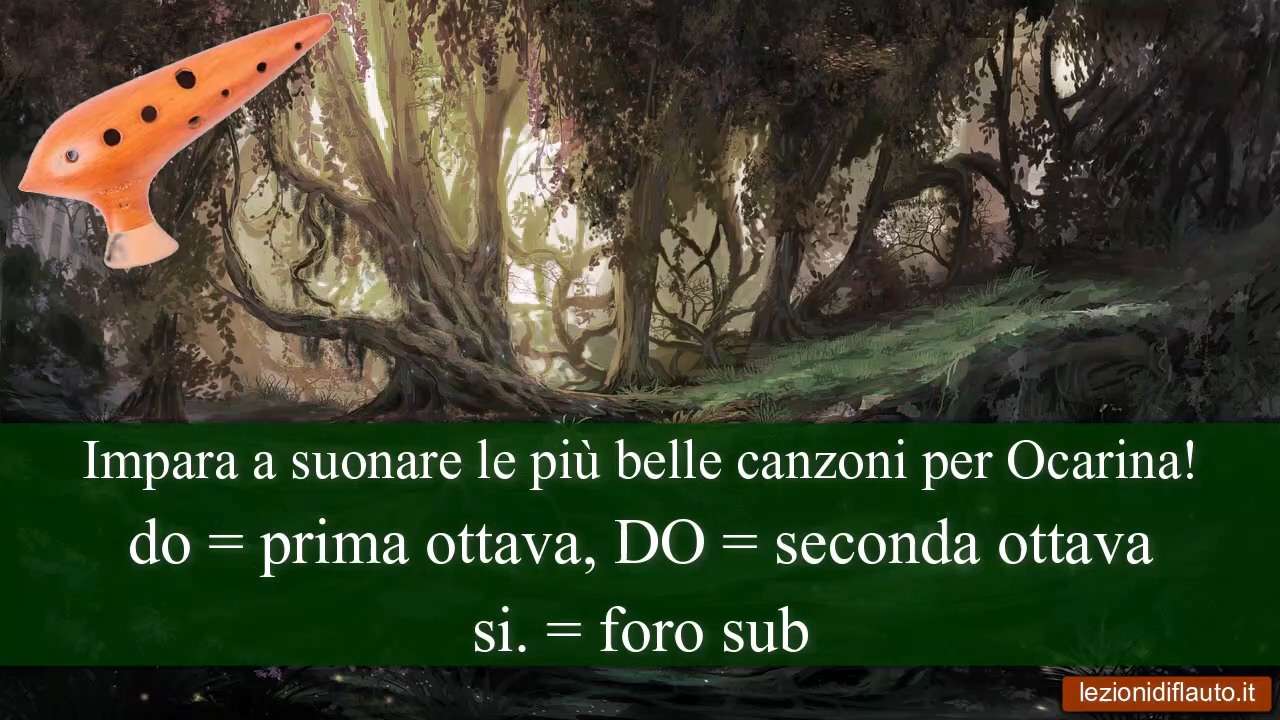 Impara a suonare le più belle canzoni per Ocarina!
do = prima ottava, DO = seconda ottava
si. = foro sub
lezionidiflauto.it